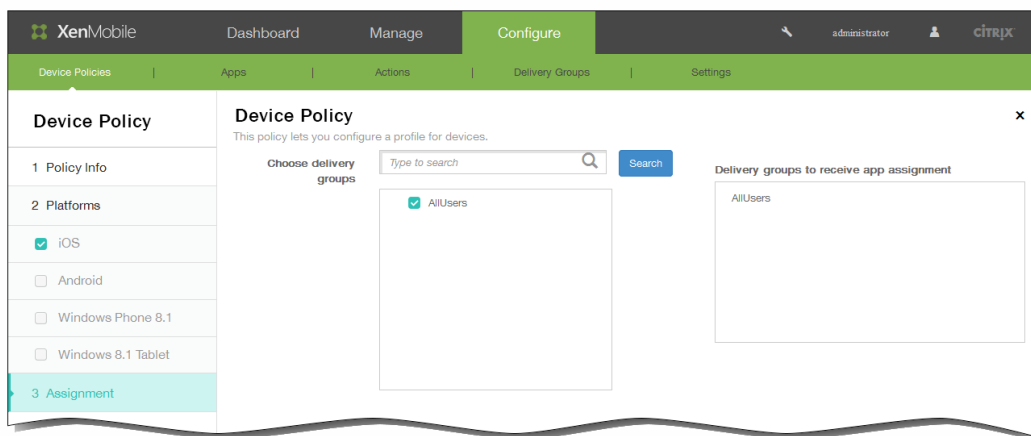 XenMobile Dashboard Manage Configure administrator CITRIX
Device Policies | Apps | Actions | Delivery Groups | Settings
Device Policy
1 Policy Info
2 Platforms
iOS
Android
Windows Phone 8.1
Windows 8.1 Tablet
3 Assignment
Device Policy x
This policy lets you configure a profile for devices.
Choose delivery
groups
Type to search
Search
AllUsers
Delivery groups to receive app assignment
AllUsers